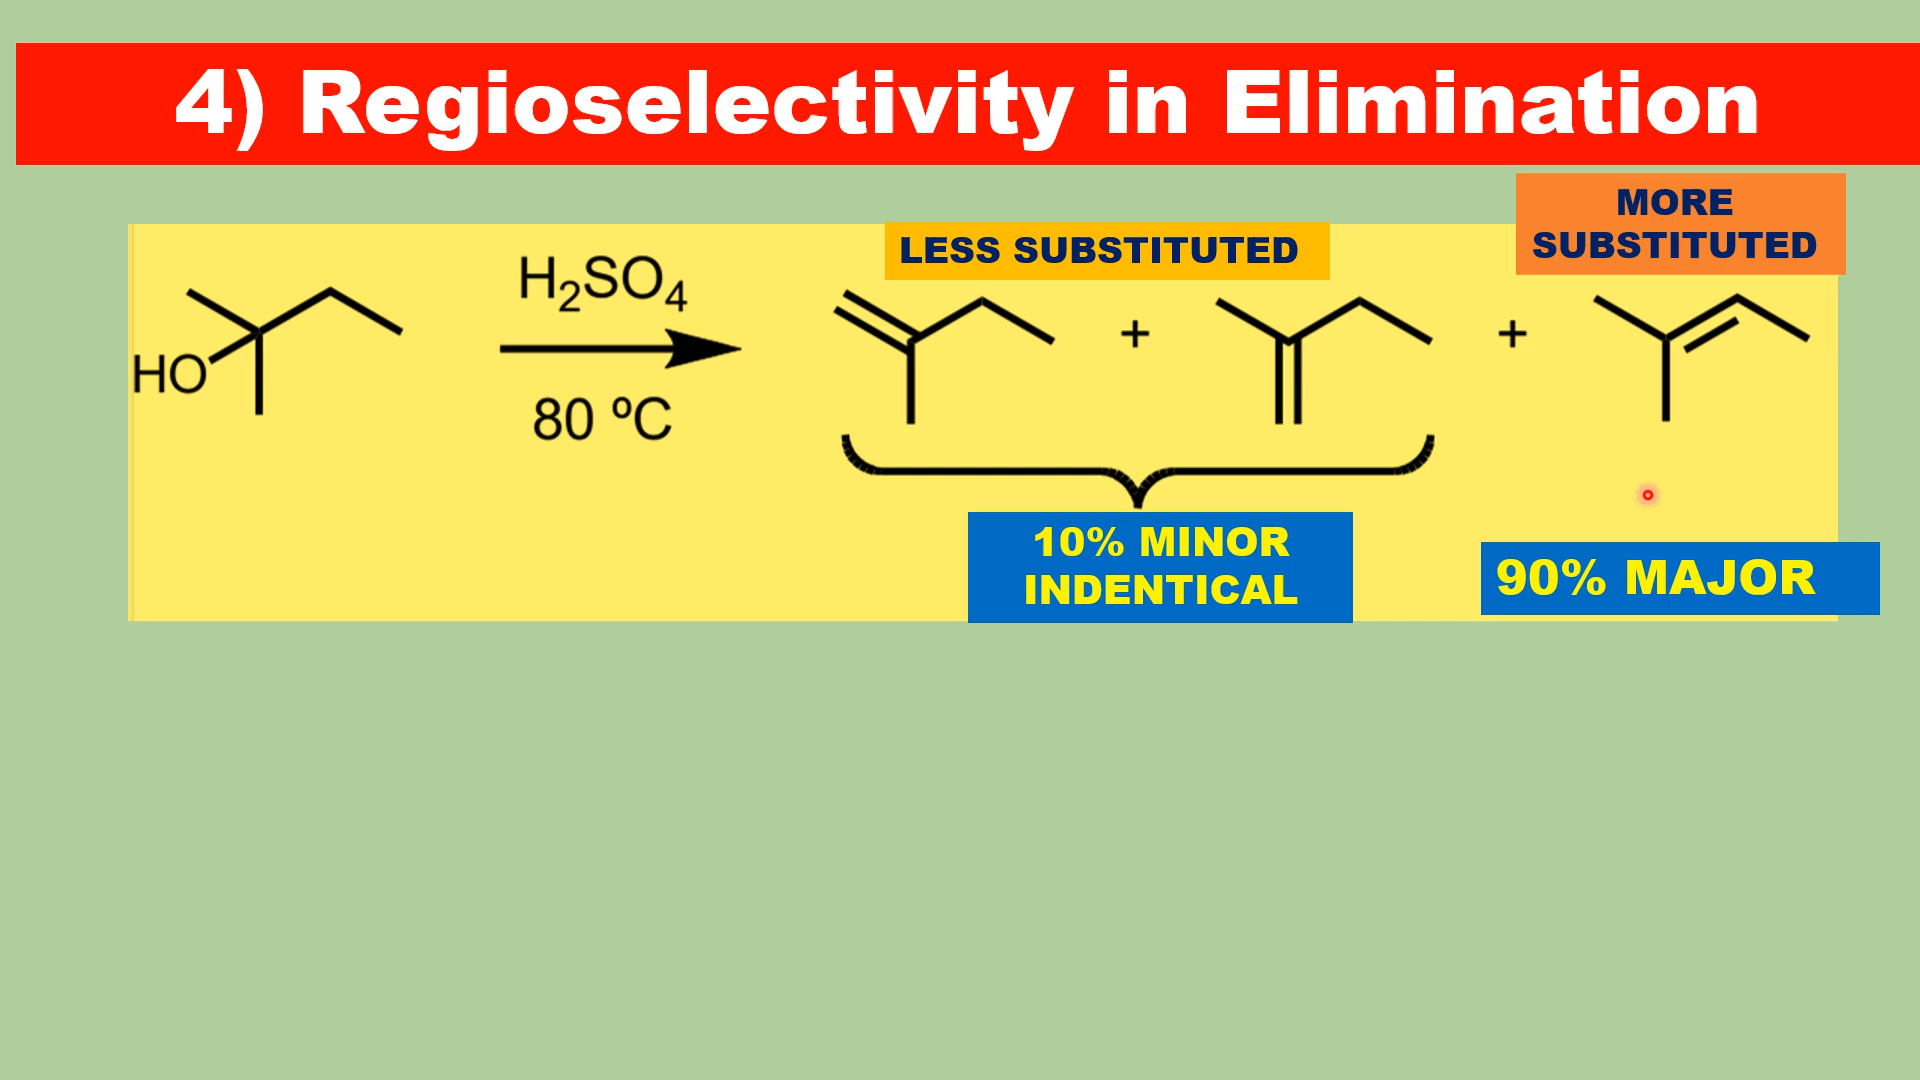 4) Regioselectivity in Elimination
MORE
SUBSTITUTED
LESS SUBSTITUTED
H₂SO₄
HO
+
+
80 ºC
10% MINOR
INDENTICAL
90% MAJOR